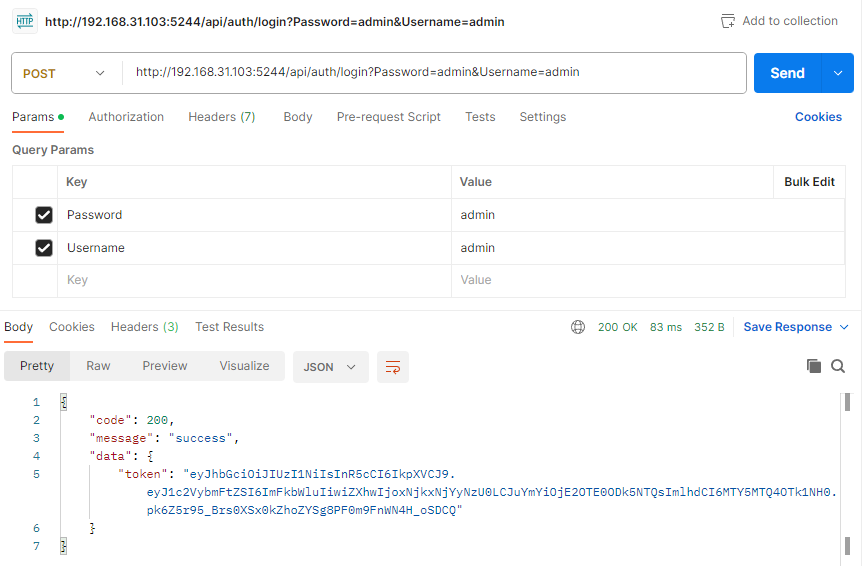 HTTP http://192.168.31.103:5244/api/auth/login?Password=admin&Username=admin Add to collection
POST http://192.168.31.103:5244/api/auth/login?Password=admin&Username=admin Send
Params Authorization Headers (7) Body Pre-request Script Tests Settings Cookies
Query Params
Key Value Bulk Edit
Password admin
Username admin
Key Value
Body Cookies Headers (3) Test Results 200 OK 83 ms 352 B Save Response
Pretty Raw Preview Visualize JSON
1 {
2 "code": 200,
3 "message": "success",
4 "data": {
5 "token": "eyJhbGciOiJIUzI1NiIsInR5cCI6IkpXVCJ9.
eyJ1c2VybmFtZSI6ImFkbWluIiwiZXhwIjoxNjkxNjYyNzU0LCJuYmYiOjE2OTE0ODk5NTQsImlhdCI6MTY5MTQ4OTk1NH0.
pk6Z5r95_Brs0XSx0kZhoZYSg8PF0m9FnWN4H_oSDCQ"
6 }
7 }